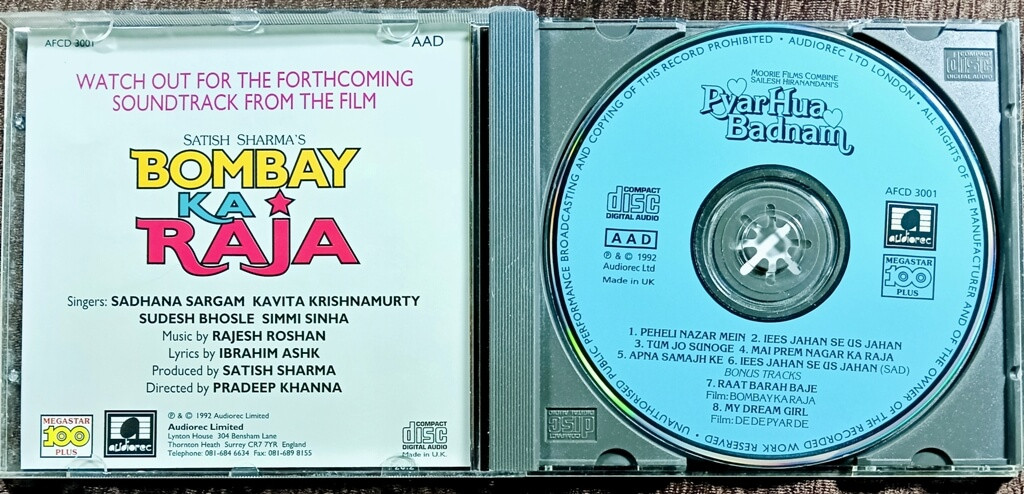 AFCD 3001
AAD
WATCH OUT FOR THE FORTHCOMING
SOUNDTRACK FROM THE FILM
SATISH SHARMA'S
BOMBAY
KA
RAJA
Singers: SADHANA SARGAM KAVITA KRISHNAMURTY
SUDESH BHOSLE SIMMI SINHA
Music by RAJESH ROSHAN
Lyrics by IBRAHIM ASHK
Produced by SATISH SHARMA
Directed by PRADEEP KHANNA
MEGASTAR
100
PLUS
audiorec
℗ & © 1992 Audiorec Limited
Audiorec Limited
Lynton House 304 Bensham Lane
Thornton Heath Surrey CR7 7YR England
Telephone: 081-684 6634 Fax: 081-689 8155
COMPACT
disc
DIGITAL AUDIO
Made in U.K.
UNAUTHORISED PUBLIC PERFORMANCE BROADCASTING AND COPYING OF THIS RECORD PROHIBITED • AUDIOREC LTD LONDON • ALL RIGHTS OF THE MANUFACTURER AND OF THE OWNER OF THE RECORDED WORK RESERVED •
MOORIE FILMS COMBINE
SAILESH HIRANANDANI'S
Pyar Hua
Badnam
COMPACT
disc
DIGITAL AUDIO
AAD
℗ & © 1992
Audiorec Ltd
Made in UK
AFCD 3001
audiorec
MEGASTAR
100
PLUS
1. PEHELI NAZAR MEIN 2. IEES JAHAN SE US JAHAN
3. TUM JO SUNOGE 4. MAI PREM NAGAR KA RAJA
5. APNA SAMAJH KE 6. IEES JAHAN SE US JAHAN (SAD)
BONUS TRACKS
7. RAAT BARAH BAJE
Film: BOMBAY KA RAJA
8. MY DREAM GIRL
Film: DE DE PYAR DE
COMPACT
disc
DIGITAL AUDIO
COMPACT
disc
DIGITAL AUDIO